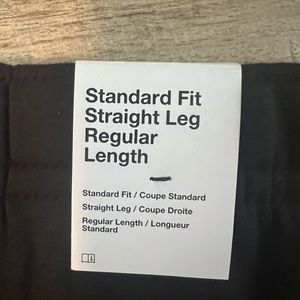 Standard Fit
Straight Leg
Regular
Length
Standard Fit / Coupe Standard
Straight Leg / Coupe Droite
Regular Length / Longueur
Standard